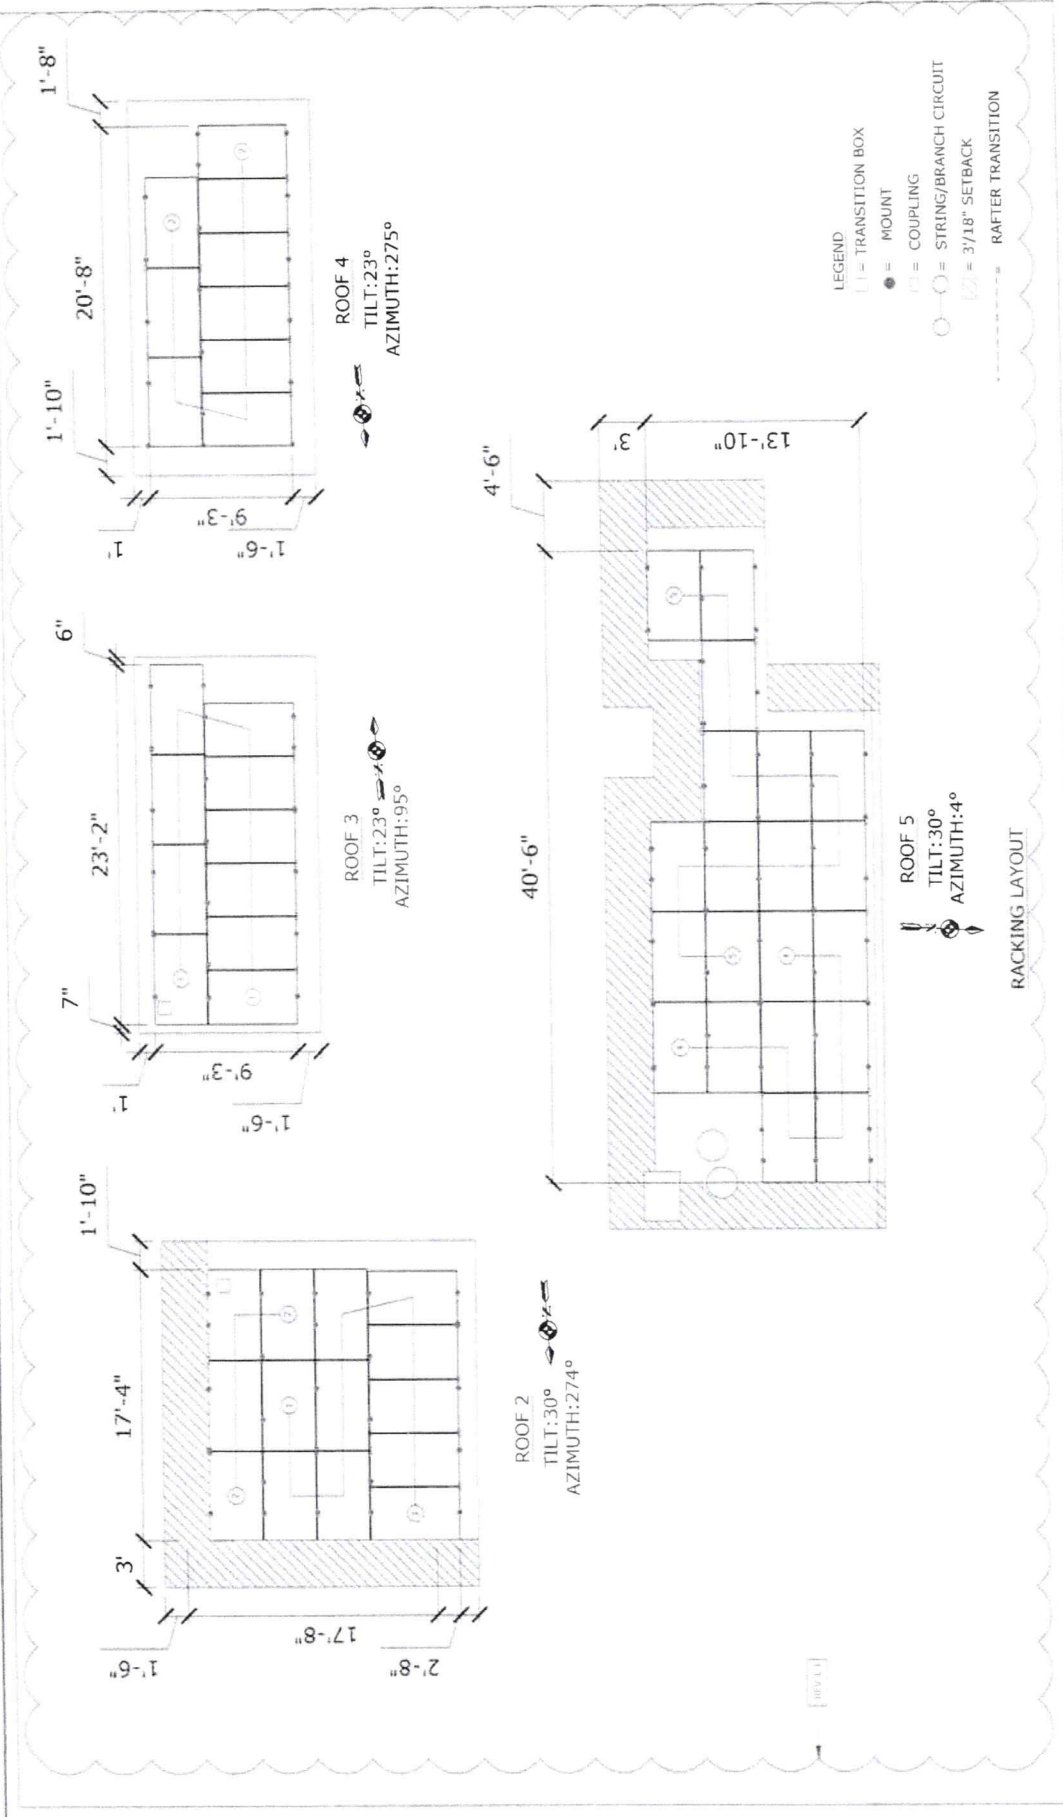 3'
17'-4"
1'-10"
1'-6"
17'-8"
2'-8"
ROOF 2
TILT:30°
AZIMUTH:274°
7"
23'-2"
6"
1'
9'-3"
1'-6"
ROOF 3
TILT:23°
AZIMUTH:95°
1'-10"
20'-8"
1'-8"
1'
9'-3"
1'-6"
ROOF 4
TILT:23°
AZIMUTH:275°
40'-6"
4'-6"
3'
13'-10"
ROOF 5
TILT:30°
AZIMUTH:4°
RACKING LAYOUT
LEGEND
= TRANSITION BOX
= MOUNT
= COUPLING
= STRING/BRANCH CIRCUIT
= 3'/18" SETBACK
= RAFTER TRANSITION